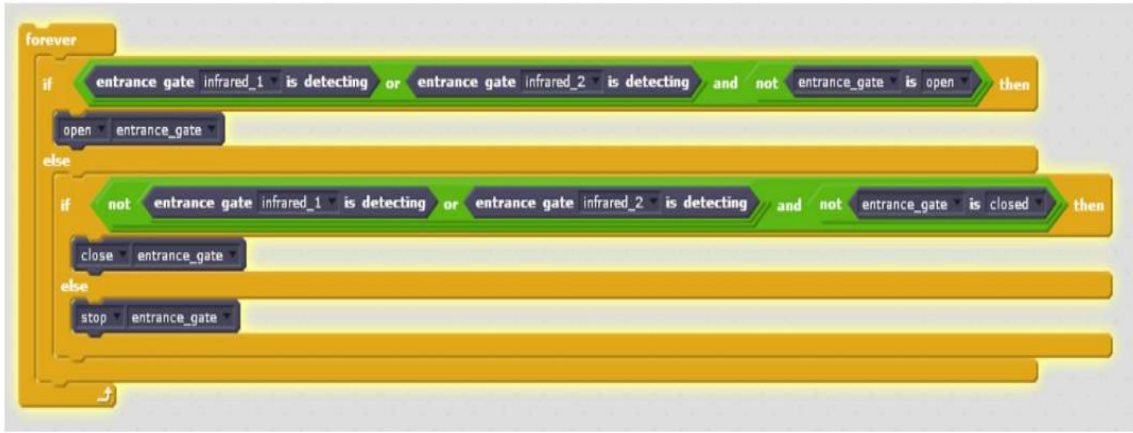 forever
if entrance gate infrared_1 is detecting or entrance gate infrared_2 is detecting and not entrance_gate is open then
open entrance_gate
else
if not entrance gate infrared_1 is detecting or entrance gate infrared_2 is detecting and not entrance_gate is closed then
close entrance_gate
else
stop entrance_gate